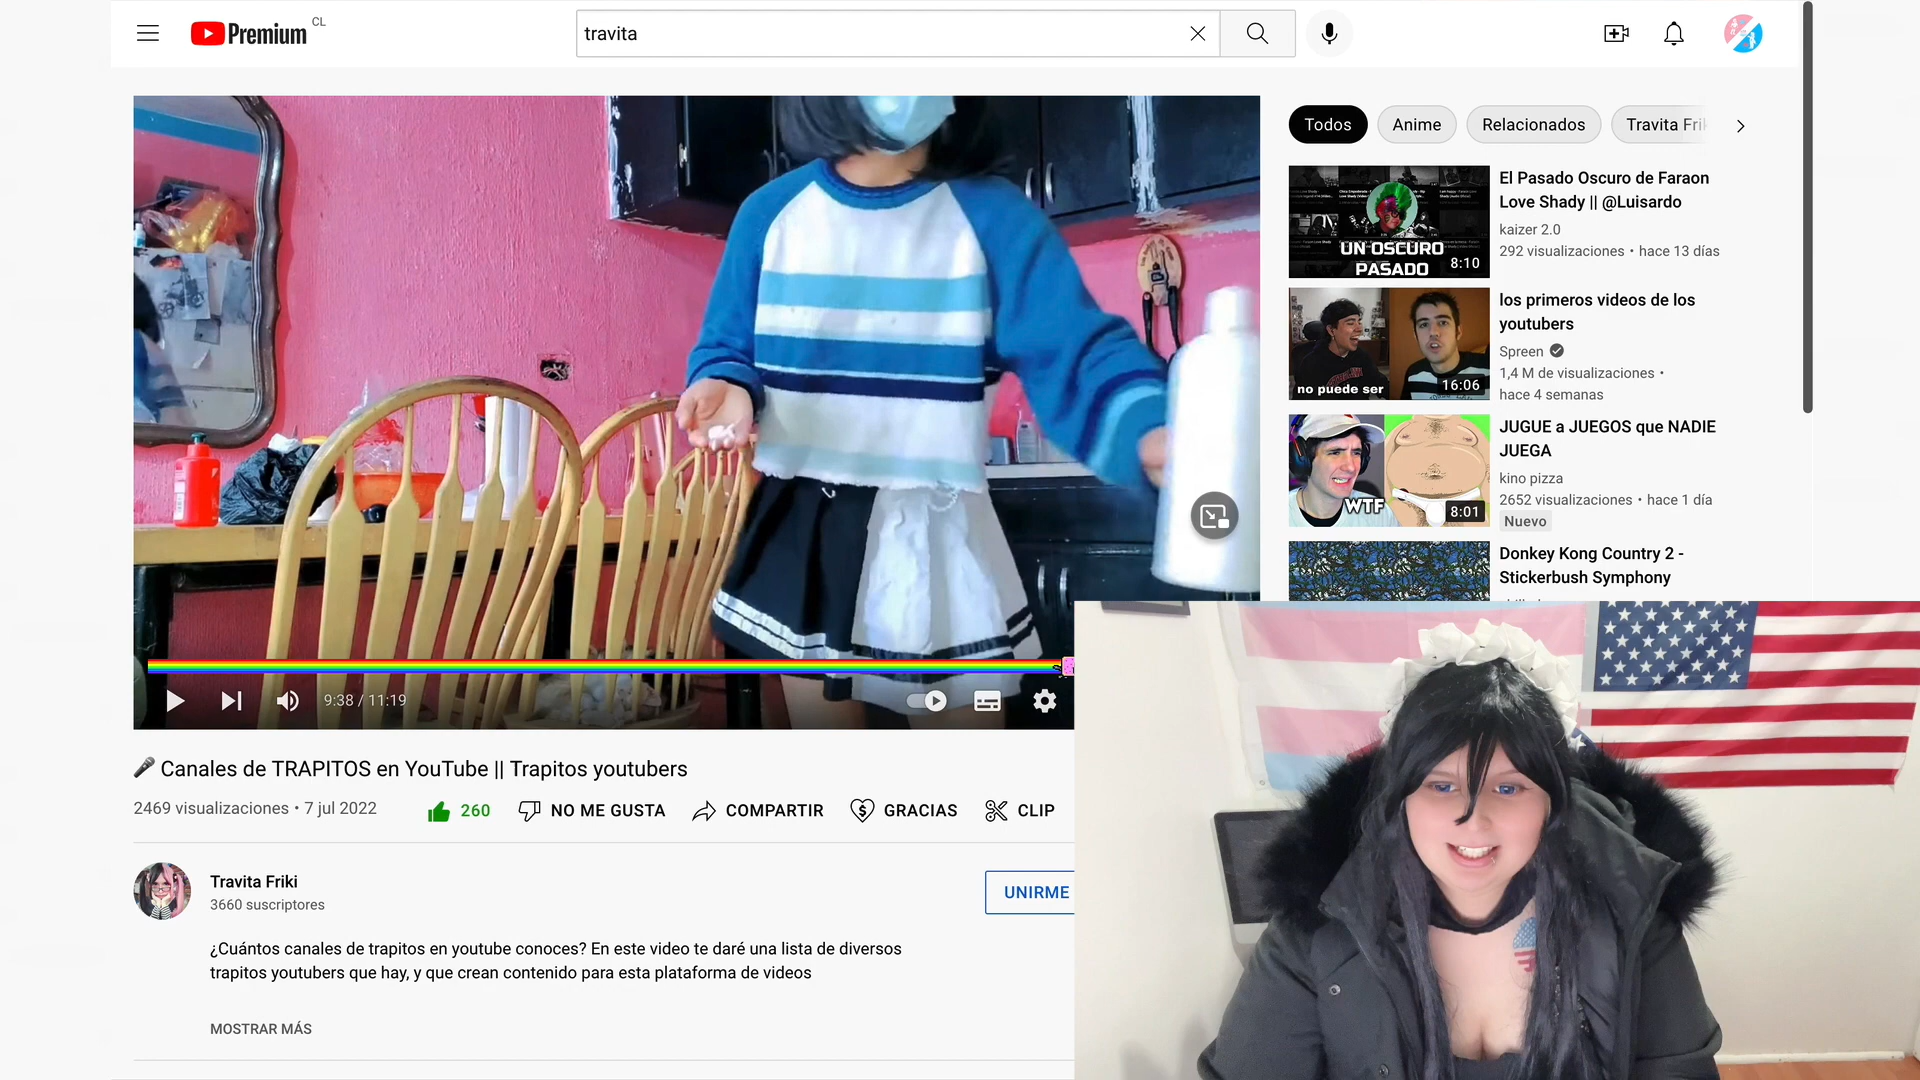 Premium CL
travita
Todos
Anime
Relacionados
Travita Fri
El Pasado Oscuro de Faraon
Love Shady || @Luisardo
kaizer 2.0
292 visualizaciones • hace 13 días
UN OSCURO
PASADO
8:10
los primeros videos de los
youtubers
Spreen
1,4 M de visualizaciones •
hace 4 semanas
no puede ser
16:06
JUGUE a JUEGOS que NADIE
JUEGA
kino pizza
2652 visualizaciones • hace 1 día
Nuevo
WTF
8:01
Donkey Kong Country 2 -
Stickerbush Symphony
9:38 / 11:19
🎤 Canales de TRAPITOS en YouTube || Trapitos youtubers
2469 visualizaciones • 7 jul 2022
260
NO ME GUSTA
COMPARTIR
GRACIAS
CLIP
Travita Friki
3660 suscriptores
UNIRME
¿Cuántos canales de trapitos en youtube conoces? En este video te daré una lista de diversos
trapitos youtubers que hay, y que crean contenido para esta plataforma de videos
MOSTRAR MÁS